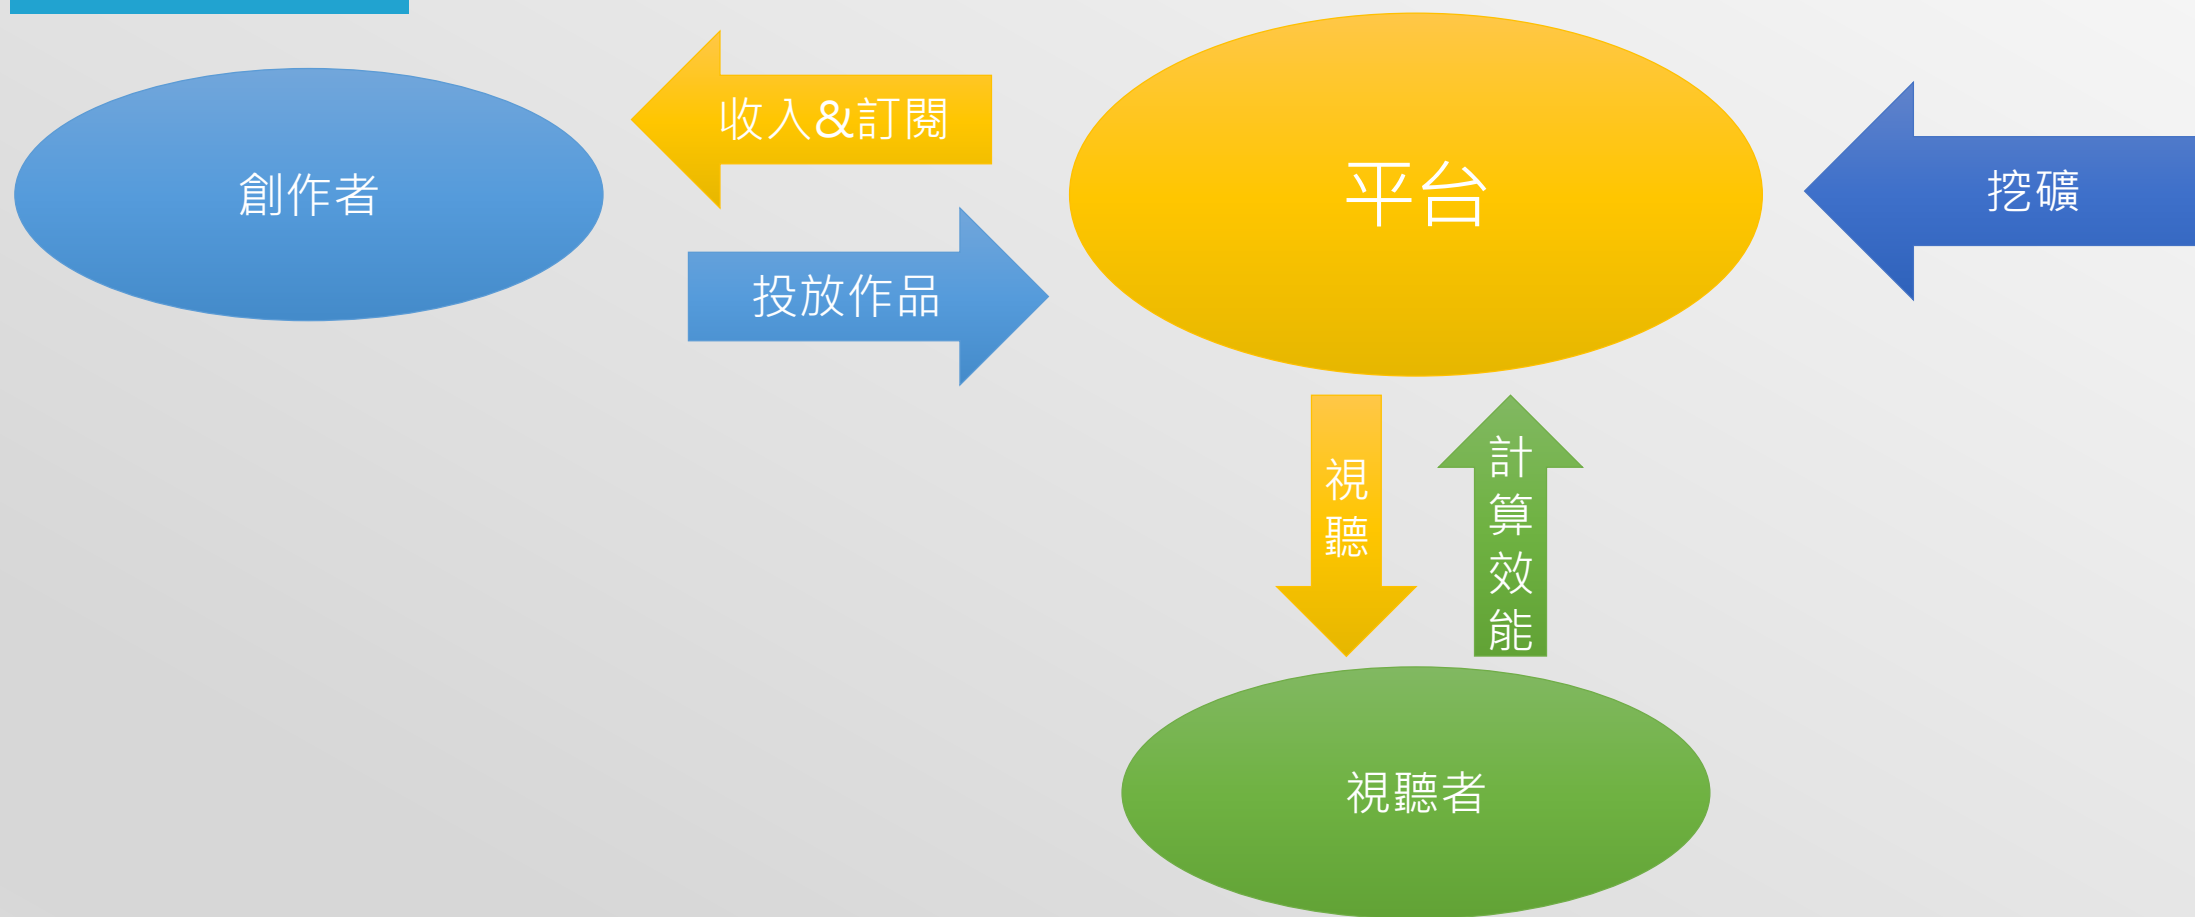 收入&訂閱
創作者
平台
挖礦
投放作品
視
聽
計
算
效
能
視聽者